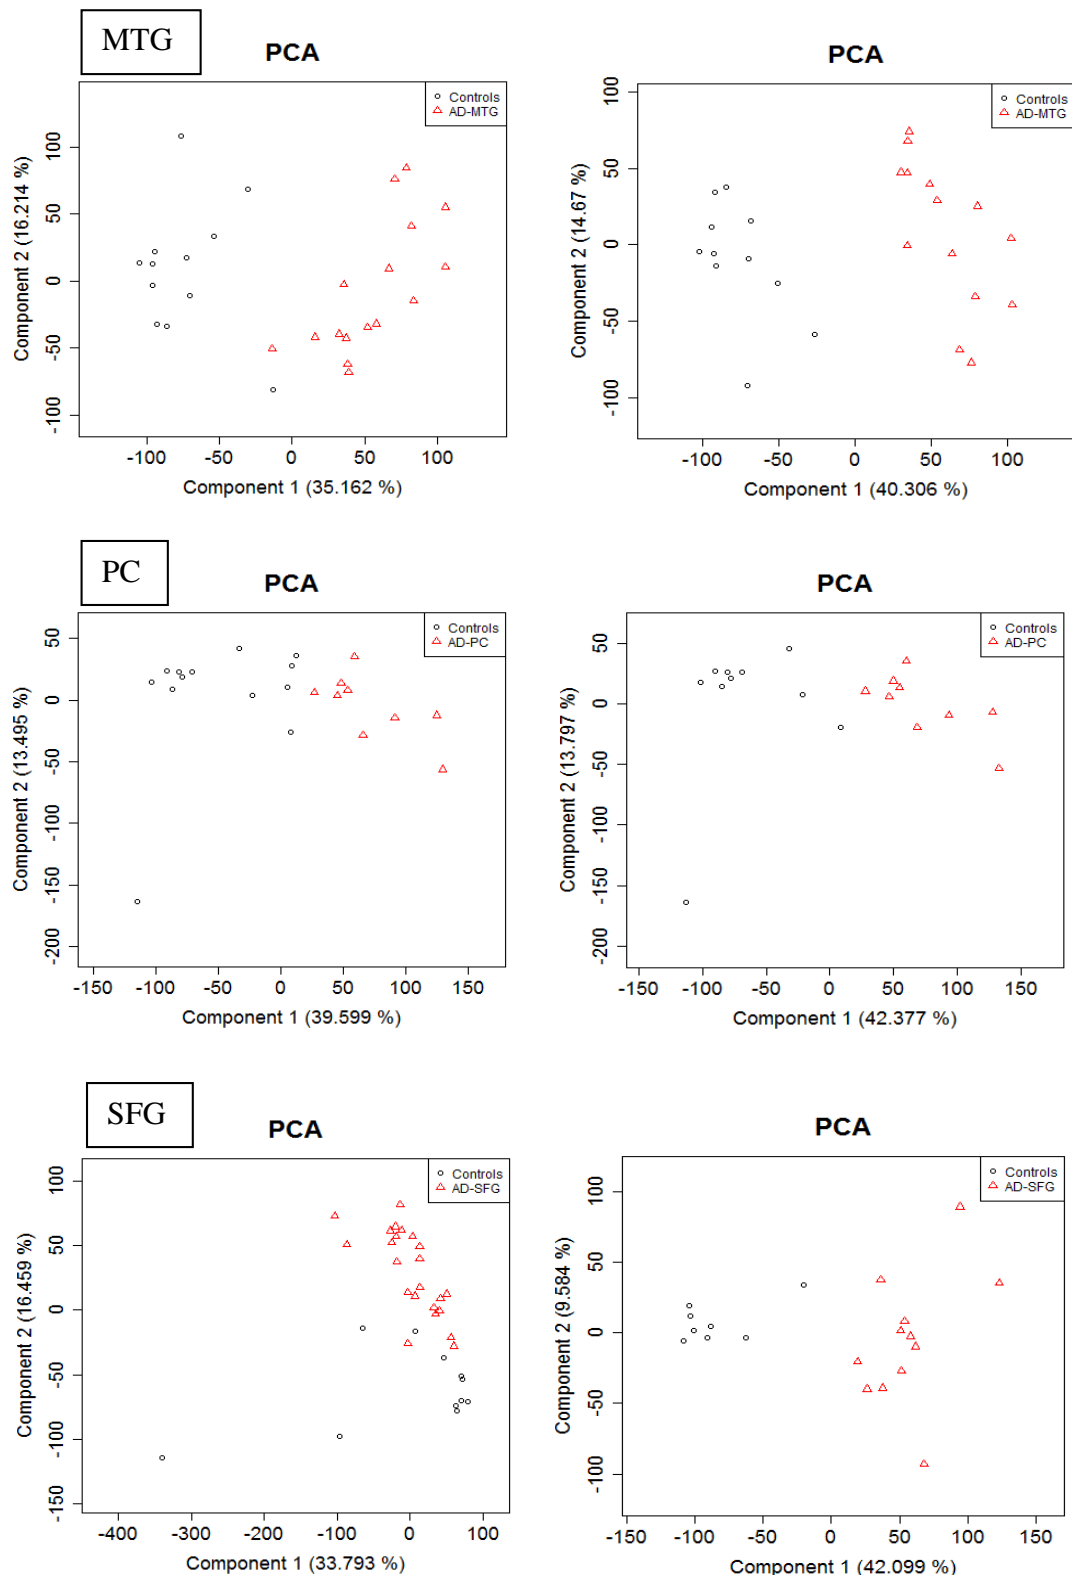 MTG
PCA
Controls
AD-MTG
Component 2 (16.214 %)
100
50
0
-50
-100
-100 -50 0 50 100
Component 1 (35.162 %)
PCA
Controls
AD-MTG
Component 2 (14.67 %)
100
50
0
-50
-100
-100 -50 0 50 100
Component 1 (40.306 %)
PC
PCA
Controls
AD-PC
Component 2 (13.495 %)
50
0
-50
-100
-150
-200
-150 -100 -50 0 50 100 150
Component 1 (39.599 %)
PCA
Controls
AD-PC
Component 2 (13.797 %)
50
0
-50
-100
-150
-200
-150 -100 -50 0 50 100 150
Component 1 (42.377 %)
SFG
PCA
Controls
AD-SFG
Component 2 (16.459 %)
100
50
0
-50
-100
-150
-400 -300 -200 -100 0 100
Component 1 (33.793 %)
PCA
Controls
AD-SFG
Component 2 (9.584 %)
100
50
0
-50
-100
-150 -100 -50 0 50 100 150
Component 1 (42.099 %)